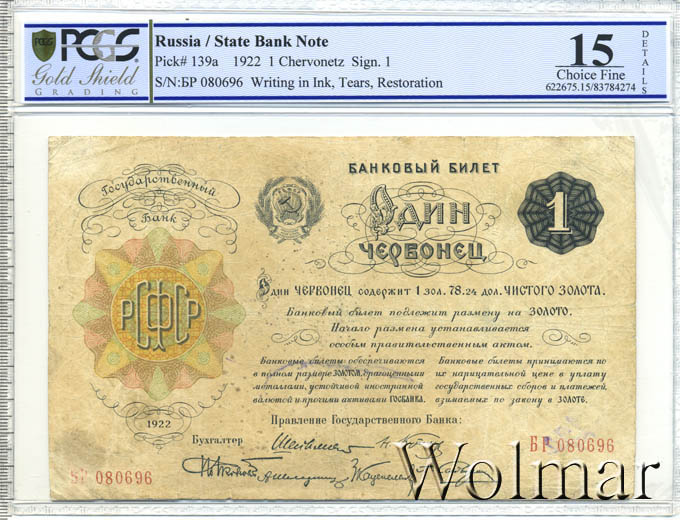 PCGS
Gold Shield
GRADING
Russia / State Bank Note
Pick# 139a 1922 1 Chervonetz Sign. 1
S/N:БР 080696 Writing in Ink, Tears, Restoration
15
Choice Fine
622675.15/83784274
DETAILS
Государственный
Банк
БАНКОВЫЙ БИЛЕТ
Один
червонец
1
РСФСР
1922
Один ЧЕРВОНЕЦ содержит 1 зол. 78.24 дол. ЧИСТОГО ЗОЛОТА.
Банковый билет подлежит размену на ЗОЛОТО.
Начало размена устанавливается
особым правительственным актом.
Банковые билеты обеспечиваются
в полном размере ЗОЛОТОМ, драгоценными
металлами, устойчивой иностранной
валютой и прочими активами ГОСБАНКА.
Банковые билеты принимаются по
их нарицательной цене в уплату
государственных сборов и платежей,
взимаемых по закону в ЗОЛОТЕ.
Правление Государственного Банка:
Бухгалтер
БР 080696
БР 080696
Wolmar